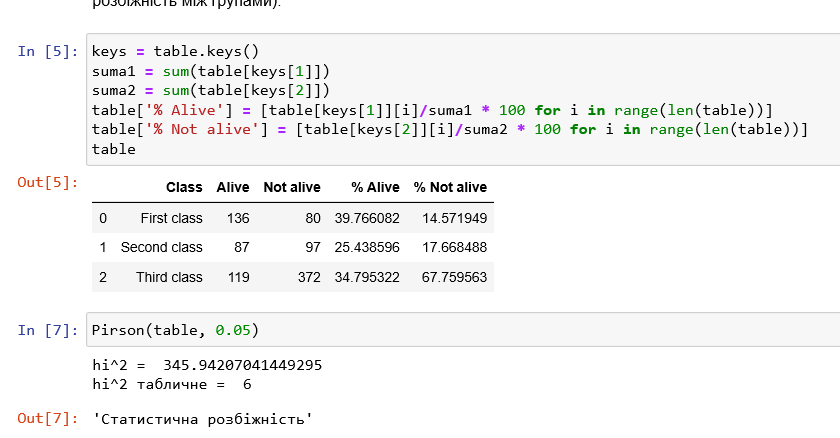 розбіжність між групами).
In [5]: keys = table.keys()
suma1 = sum(table[keys[1]])
suma2 = sum(table[keys[2]])
table['% Alive'] = [table[keys[1]][i]/suma1 * 100 for i in range(len(table))]
table['% Not alive'] = [table[keys[2]][i]/suma2 * 100 for i in range(len(table))]
table
Out[5]: Class Alive Not alive % Alive % Not alive
0 First class 136 80 39.766082 14.571949
1 Second class 87 97 25.438596 17.668488
2 Third class 119 372 34.795322 67.759563
In [7]: Pirson(table, 0.05)
hi^2 = 345.94207041449295
hi^2 табличне = 6
Out[7]: 'Статистична розбіжність'